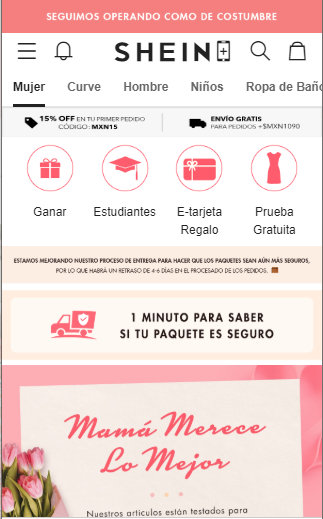 SEGUIMOS OPERANDO COMO DE COSTUMBRE
SHEIN
Mujer Curve Hombre Niños Ropa de Baño
15% OFF EN TU PRIMER PEDIDO
CÓDIGO: MXN15
ENVÍO GRATIS
PARA PEDIDOS +$MXN1090
Ganar
Estudiantes
E-tarjeta
Regalo
Prueba
Gratuita
ESTAMOS MEJORANDO NUESTRO PROCESO DE ENTREGA PARA HACER QUE LOS PAQUETES SEAN AÚN MÁS SEGUROS,
POR LO QUE HABRÁ UN RETRASO DE 4-6 DÍAS EN EL PROCESADO DE LOS PEDIDOS.
1 MINUTO PARA SABER
SI TU PAQUETE ES SEGURO
Mamá Merece
Lo Mejor
Nuestros artículos están testados para